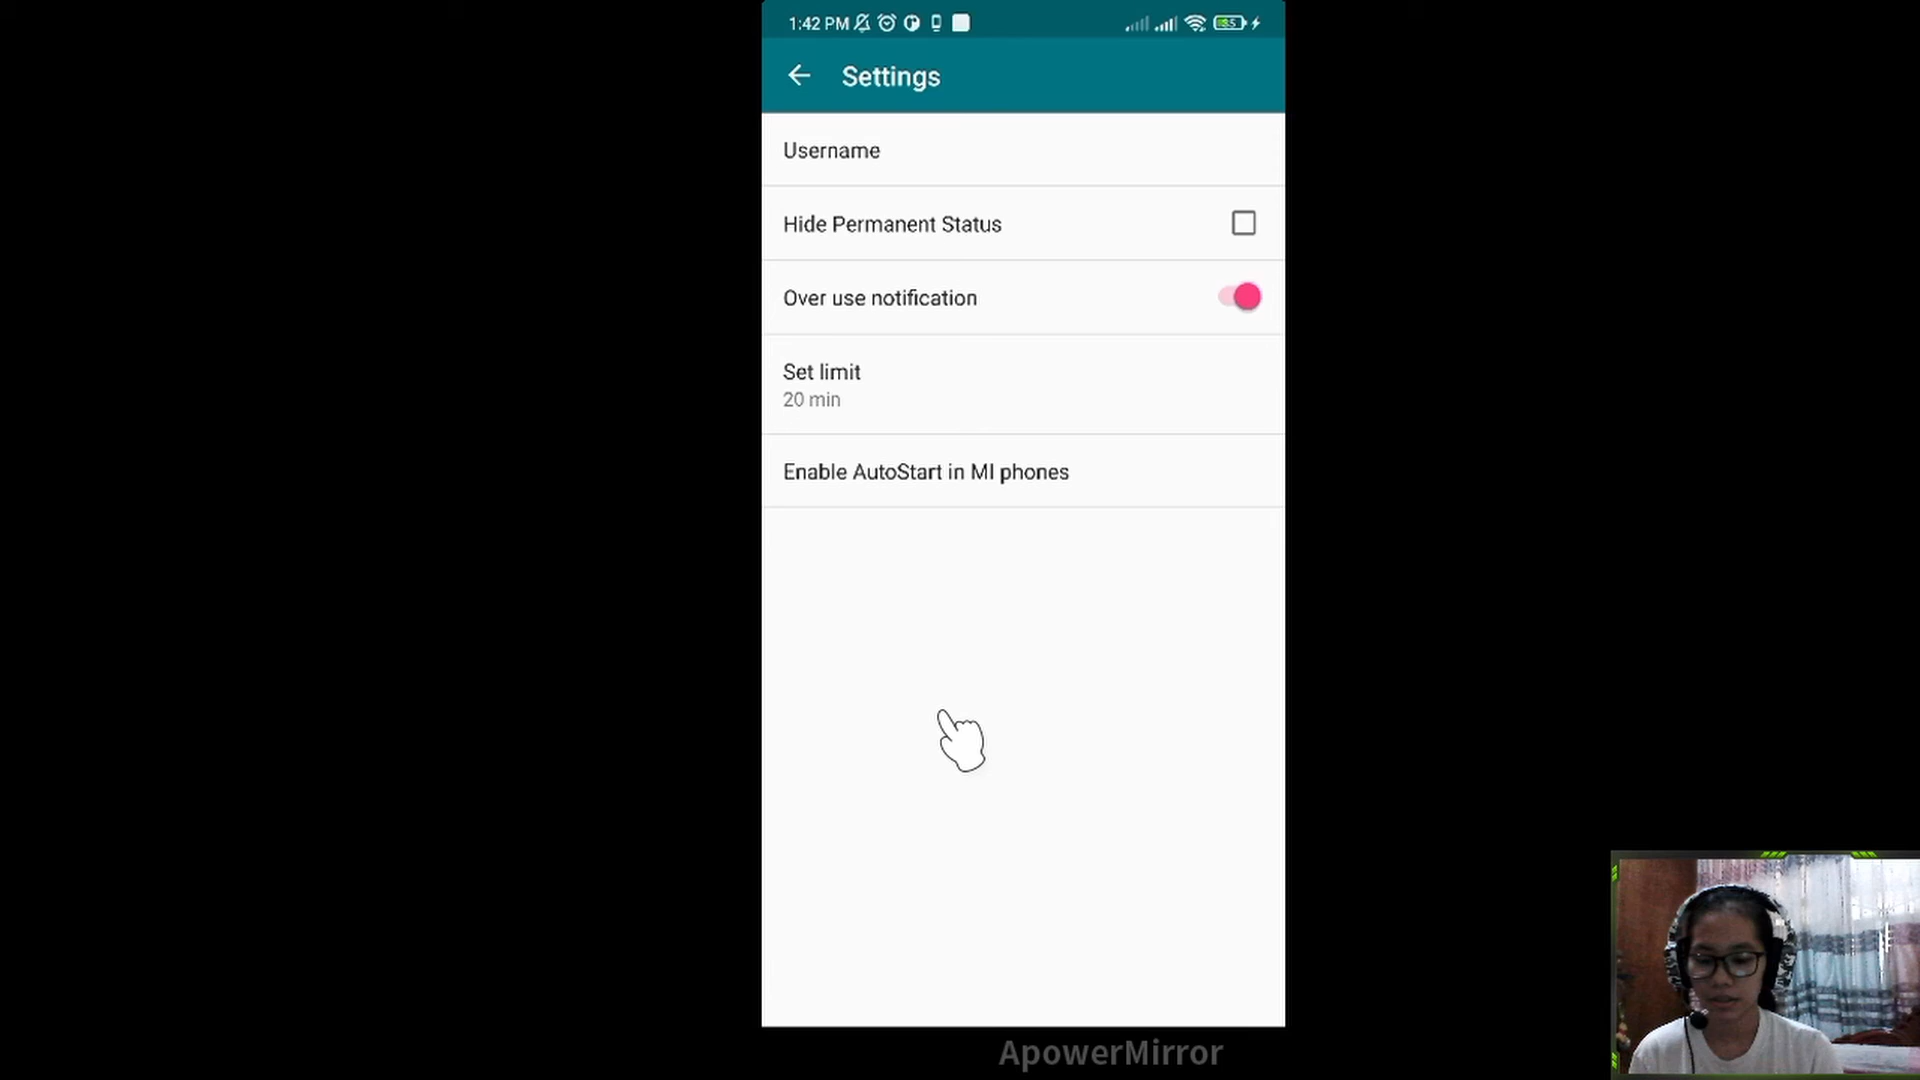 1:42 PM
Settings
Username
Hide Permanent Status
Over use notification
Set limit
20 min
Enable AutoStart in MI phones
ApowerMirror